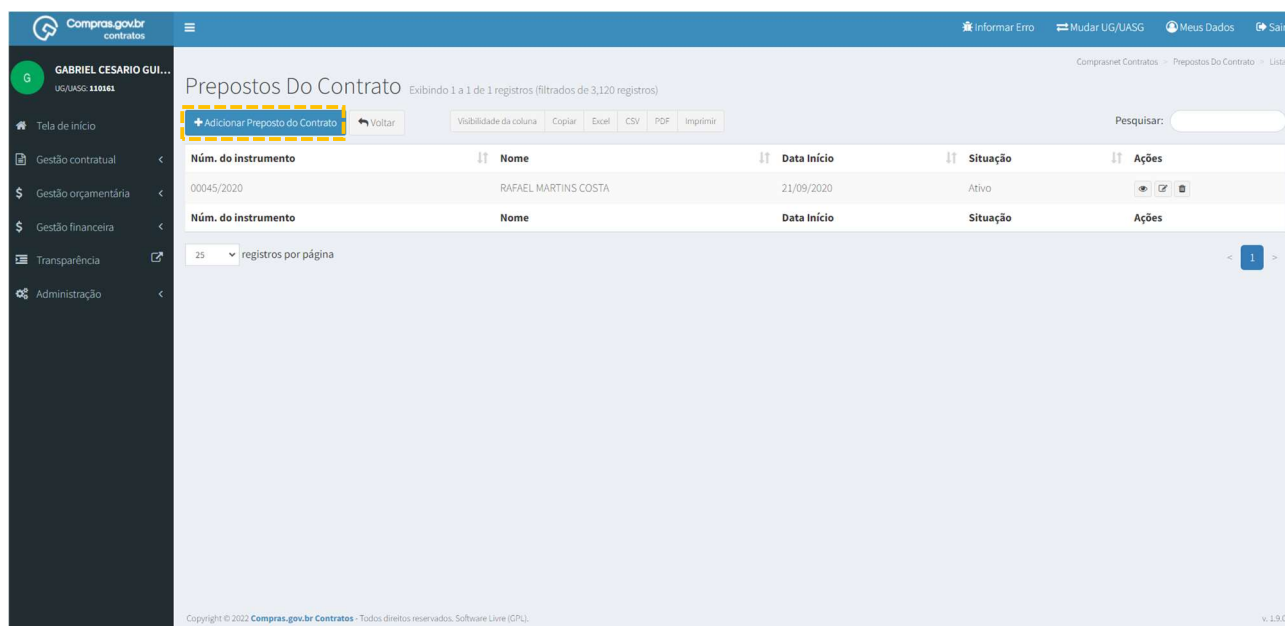 Compras.gov.br
contratos
Informar Erro Mudar UG/UASG Meus Dados Sair
G
GABRIEL CESARIO GUI...
UG/UASG: 110161
Comprasnet Contratos > Prepostos Do Contrato > Lista
Prepostos Do Contrato Exibindo 1 a 1 de 1 registros (filtrados de 3,120 registros)
Adicionar Preposto do Contrato Voltar Visibilidade da coluna Copiar Excel CSV PDF Imprimir Pesquisar:
Tela de início
Gestão contratual
Gestão orçamentária
Gestão financeira
Transparência
Administração
Núm. do instrumento Nome Data Início Situação Ações
00045/2020 RAFAEL MARTINS COSTA 21/09/2020 Ativo
Núm. do instrumento Nome Data Início Situação Ações
25 registros por página < 1 >
Copyright © 2022 Compras.gov.br Contratos - Todos direitos reservados. Software Livre (GPL).